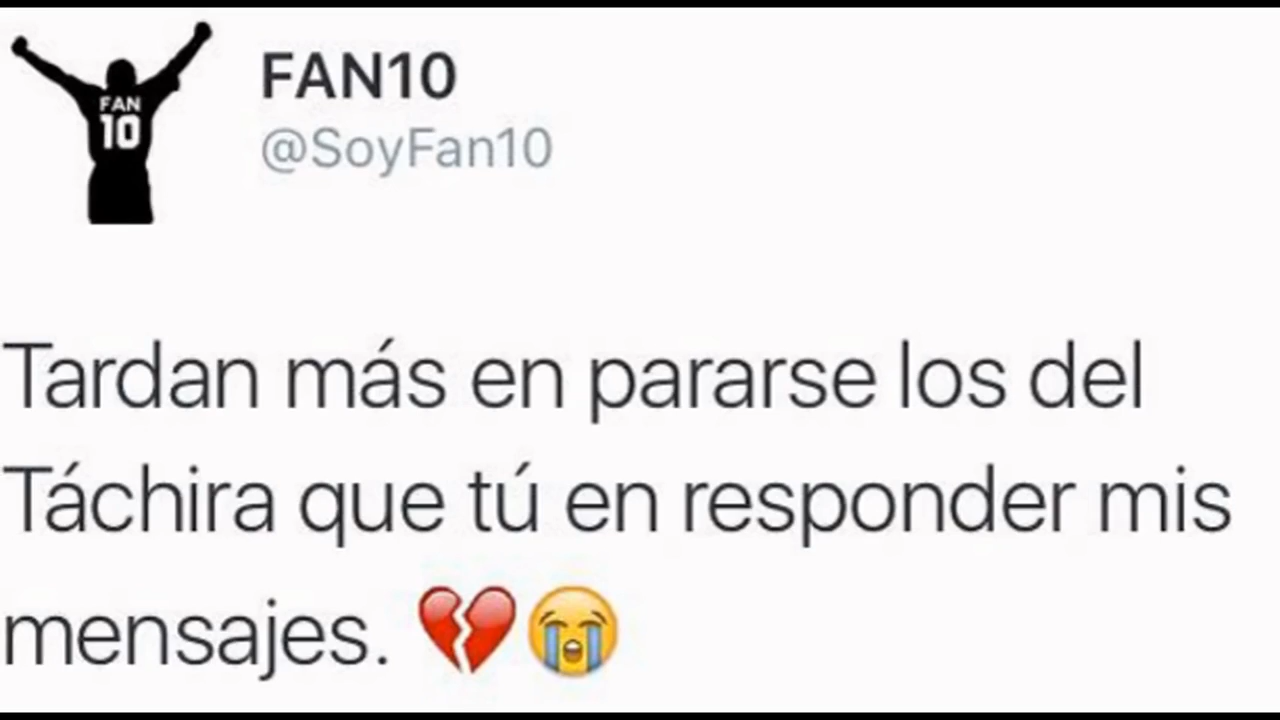 FAN
10
FAN10
@SoyFan10
Tardan más en pararse los del
Táchira que tú en responder mis
mensajes. 💔😭